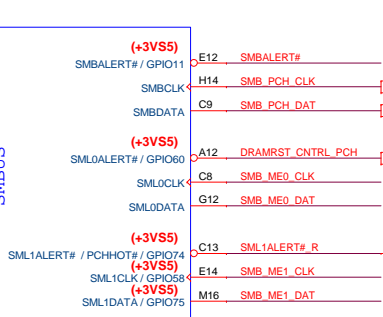 (+3VS5)
SMBALERT# / GPIO11 E12 SMBALERT#
SMBCLK H14 SMB_PCH_CLK
SMBDATA C9 SMB_PCH_DAT
(+3VS5)
SML0ALERT# / GPIO60 A12 DRAMRST_CNTRL_PCH
SML0CLK C8 SMB_ME0_CLK
SML0DATA G12 SMB_ME0_DAT
(+3VS5)
SML1ALERT# / PCHHOT# / GPIO74 C13 SML1ALERT#_R
(+3VS5)
SML1CLK / GPIO58 E14 SMB_ME1_CLK
(+3VS5)
SML1DATA / GPIO75 M16 SMB_ME1_DAT
SMBUS